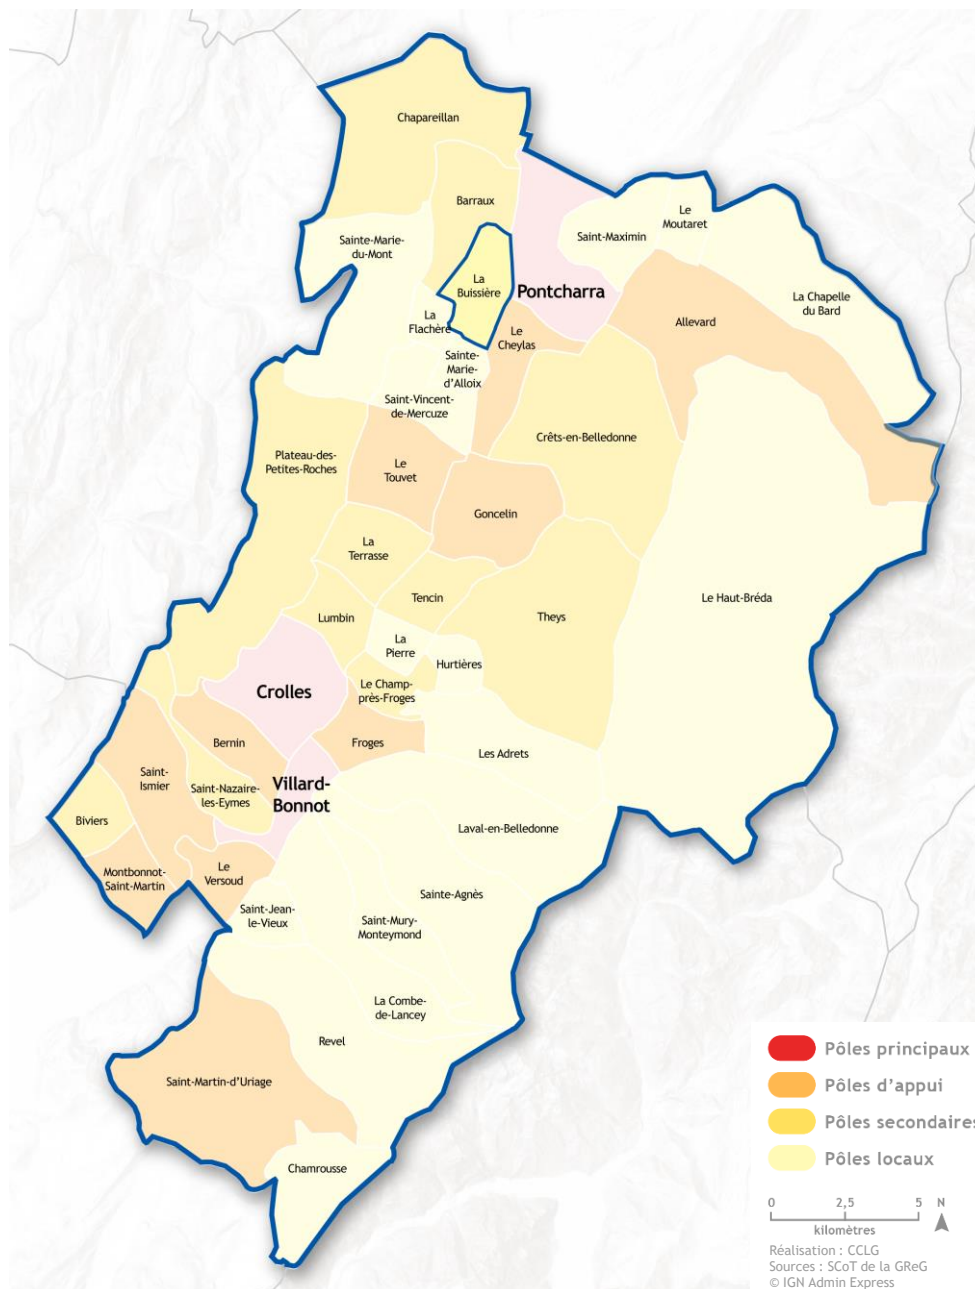 Chapareillan
Barraux
Le
Moutaret
Saint-Maximin
Sainte-Marie-
du-Mont
La
Buissière
Pontcharra
La Chapelle
du Bard
La
Flachère
Allevard
Le
Cheylas
Sainte-
Marie-
d'Alloix
Saint-Vincent-
de-Mercuze
Crêts-en-Belledonne
Plateau-des-
Petites-Roches
Le
Touvet
Goncelin
La
Terrasse
Tencin
Le Haut-Bréda
Lumbin
Theys
La
Pierre
Hurtières
Crolles
Le Champ-
près-Froges
Bernin
Froges
Les Adrets
Saint-
Ismier
Villard-
Bonnot
Saint-Nazaire-
les-Eymes
Biviers
Laval-en-Belledonne
Montbonnot-
Saint-Martin
Le
Versoud
Sainte-Agnès
Saint-Jean-
le-Vieux
Saint-Mury-
Monteymond
La Combe-
de-Lancey
Revel
Saint-Martin-d'Uriage
Chamrousse
Pôles principaux
Pôles d'appui
Pôles secondaires
Pôles locaux
0 2,5 5 N
kilomètres
Réalisation : CCLG
Sources : SCoT de la GReG
© IGN Admin Express